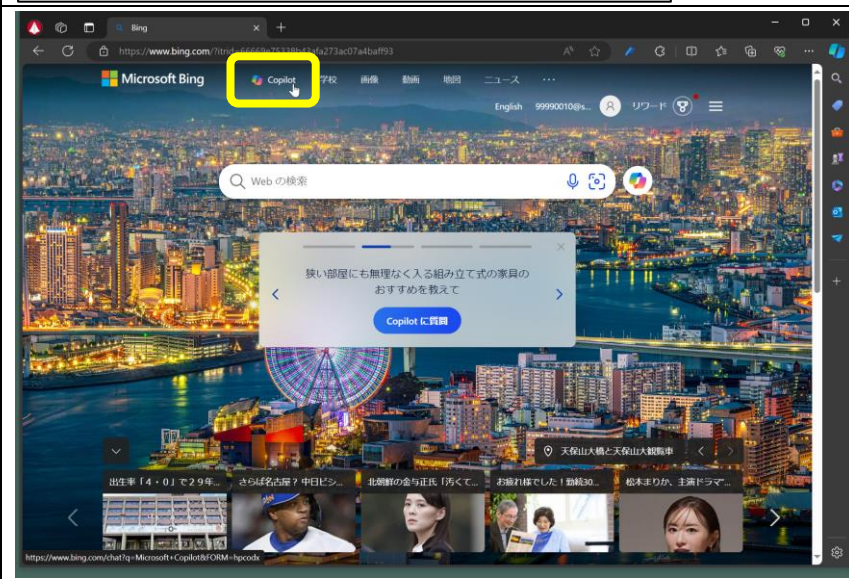 Bing
https://www.bing.com/?itrid=66669e75338b43afa273ac07a4baff93
Microsoft Bing
Copilot 学校 画像 動画 地図 ニュース ...
English 99990010@s... リワード
Web の検索
狭い部屋にも無理なく入る組み立て式の家具の
おすすめを教えて
Copilot に質問
天保山大橋と天保山大観覧車
出生率「4・0」で29年...
さらば名古屋？中日ビシ...
北朝鮮の金与正氏「汚くて...
お疲れ様でした！勤続30...
松本まりか、主演ドラマ"...
https://www.bing.com/chat?q=Microsoft+Copilot&FORM=hpcodx